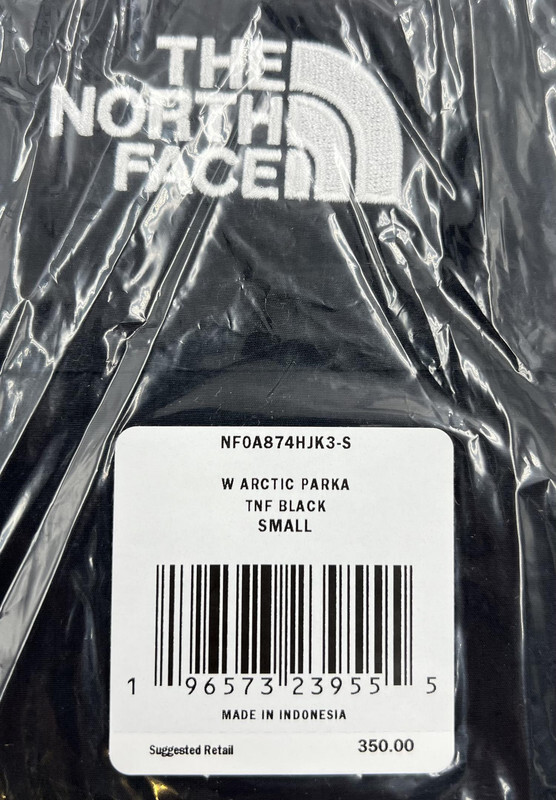 THE
NORTH
FACE
NF0A874HJK3-S
W ARCTIC PARKA
TNF BLACK
SMALL
1 96573 23955 5
MADE IN INDONESIA
Suggested Retail 350.00